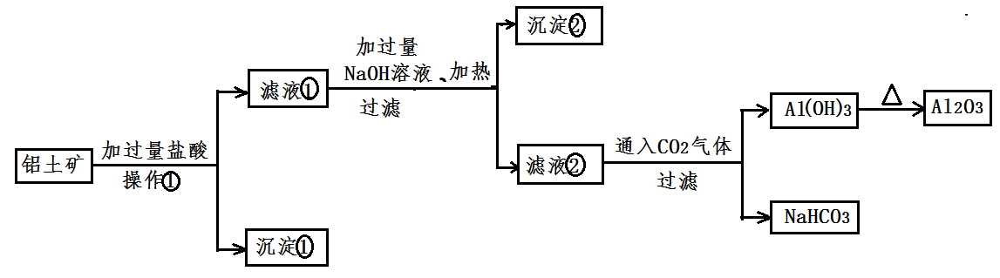 铝土矿
加过量盐酸
操作①
滤液①
沉淀①
加过量
NaOH溶液、加热
过滤
沉淀②
滤液②
通入CO2气体
过滤
Al(OH)3
△
Al2O3
NaHCO3